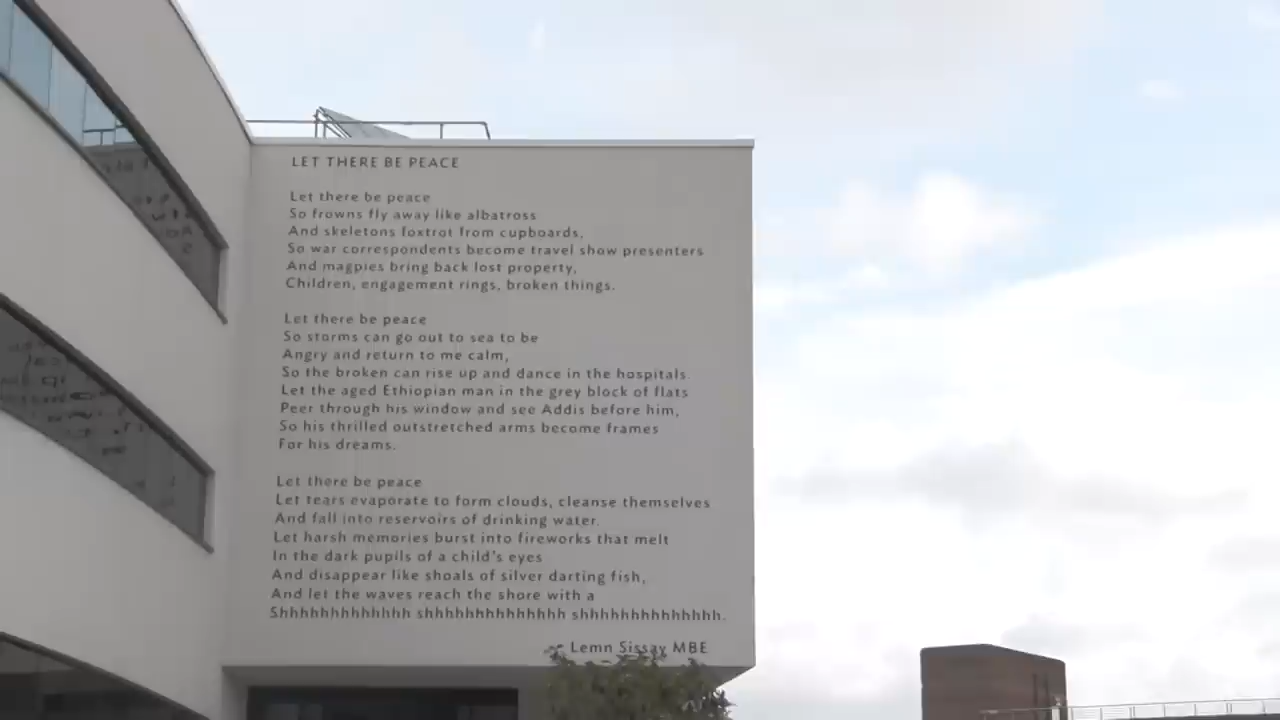 LET THERE BE PEACE
Let there be peace
So frowns fly away like albatross
And skeletons foxtrot from cupboards,
So war correspondents become travel show presenters
And magpies bring back lost property,
Children, engagement rings, broken things.
Let there be peace
So storms can go out to sea to be
Angry and return to me calm,
So the broken can rise up and dance in the hospitals.
Let the aged Ethiopian man in the grey block of flats
Peer through his window and see Addis before him,
So his thrilled outstretched arms become frames
For his dreams.
Let there be peace
Let tears evaporate to form clouds, cleanse themselves
And fall into reservoirs of drinking water.
Let harsh memories burst into fireworks that melt
In the dark pupils of a child's eyes
And disappear like shoals of silver darting fish,
And let the waves reach the shore with a
Shhhhhhhhhhhhh shhhhhhhhhhhhhh shhhhhhhhhhhhhh.
Lemn Sissay MBE